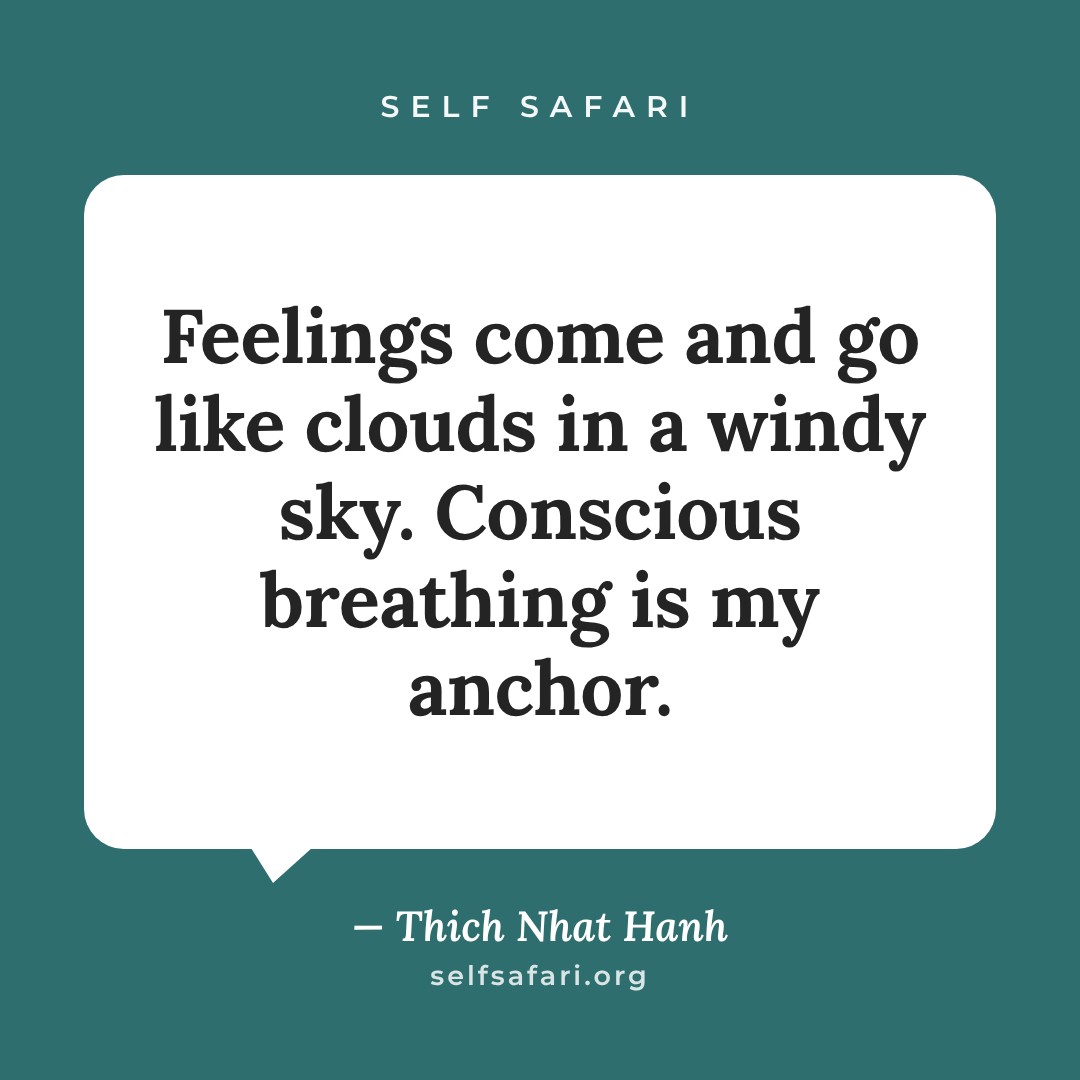 SELF SAFARI
Feelings come and go
like clouds in a windy
sky. Conscious
breathing is my
anchor.
— Thich Nhat Hanh
selfsafari.org